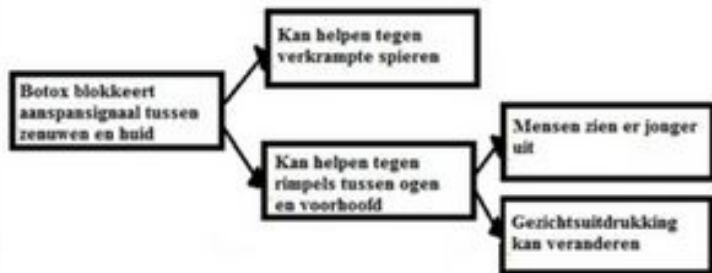 Kan helpen tegen
verkrampte spieren
Botox blokkeert
aanspansignaal tussen
zenuwen en huid
Mensen zien er jonger
uit
Kan helpen tegen
rimpels tussen ogen
en voorhoofd
Gezichtsuitdrukking
kan veranderen